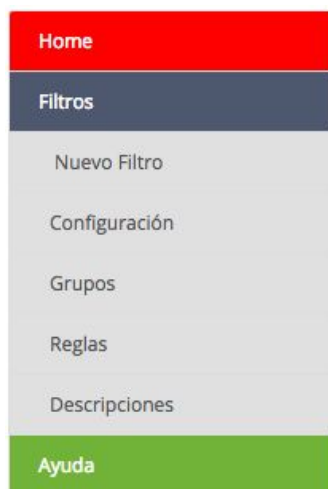 Home
Filtros
Nuevo Filtro
Configuración
Grupos
Reglas
Descripciones
Ayuda